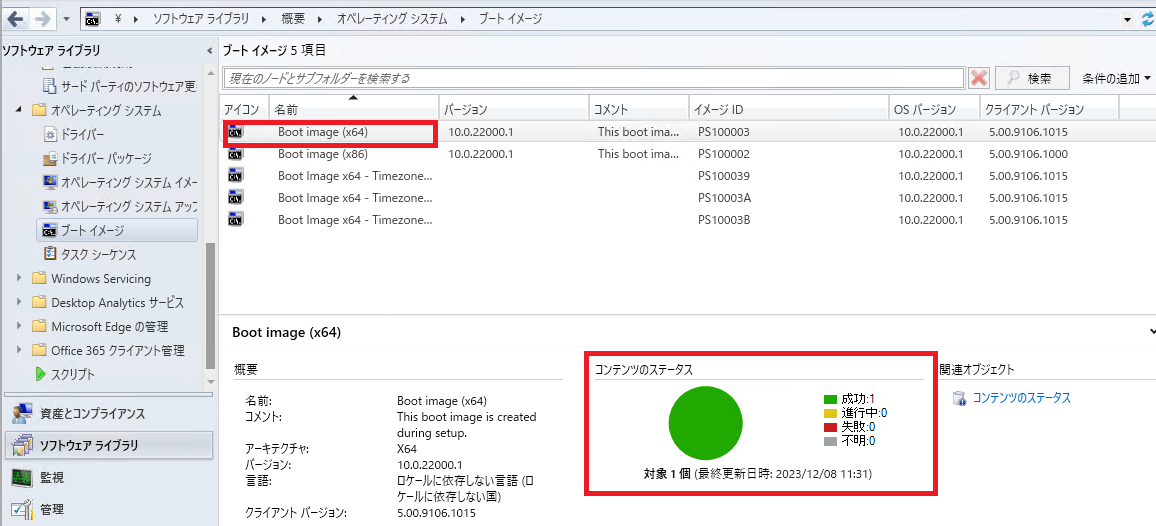 ¥ ▸ ソフトウェア ライブラリ ▸ 概要 ▸ オペレーティング システム ▸ ブート イメージ
ソフトウェア ライブラリ
サード パーティのソフトウェア更
オペレーティング システム
ドライバー
ドライバー パッケージ
オペレーティング システム イメー
オペレーティング システム アップ
ブート イメージ
タスク シーケンス
Windows Servicing
Desktop Analytics サービス
Microsoft Edge の管理
Office 365 クライアント管理
スクリプト
資産とコンプライアンス
ソフトウェア ライブラリ
監視
管理
ブート イメージ 5 項目
現在のノードとサブフォルダーを検索する 検索 条件の追加
アイコン 名前 バージョン コメント イメージ ID OS バージョン クライアント バージョン
Boot image (x64) 10.0.22000.1 This boot ima... PS100003 10.0.22000.1 5.00.9106.1015
Boot image (x86) 10.0.22000.1 This boot ima... PS100002 10.0.22000.1 5.00.9106.1000
Boot Image x64 - Timezone... PS100039 10.0.22000.1 5.00.9106.1015
Boot Image x64 - Timezone... PS10003A 10.0.22000.1 5.00.9106.1015
Boot Image x64 - Timezone... PS10003B 10.0.22000.1 5.00.9106.1015
Boot image (x64)
概要
名前: Boot image (x64)
コメント: This boot image is created
during setup.
アーキテクチャ: X64
バージョン: 10.0.22000.1
言語: ロケールに依存しない言語 (ロ
ケールに依存しない国)
クライアント バージョン: 5.00.9106.1015
コンテンツのステータス
成功:1
進行中:0
失敗:0
不明:0
対象 1 個 (最終更新日時: 2023/12/08 11:31)
関連オブジェクト
コンテンツのステータス